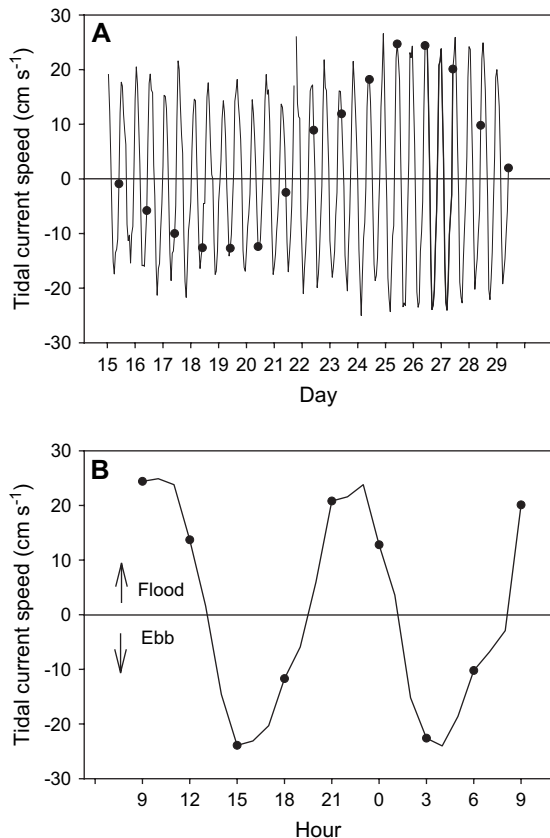 A
Tidal current speed (cm s⁻¹)
30
20
10
0
-10
-20
-30
15 16 17 18 19 20 21 22 23 24 25 26 27 28 29
Day
B
Tidal current speed (cm s⁻¹)
30
20
10
0
-10
-20
-30
Flood
Ebb
9 12 15 18 21 0 3 6 9
Hour